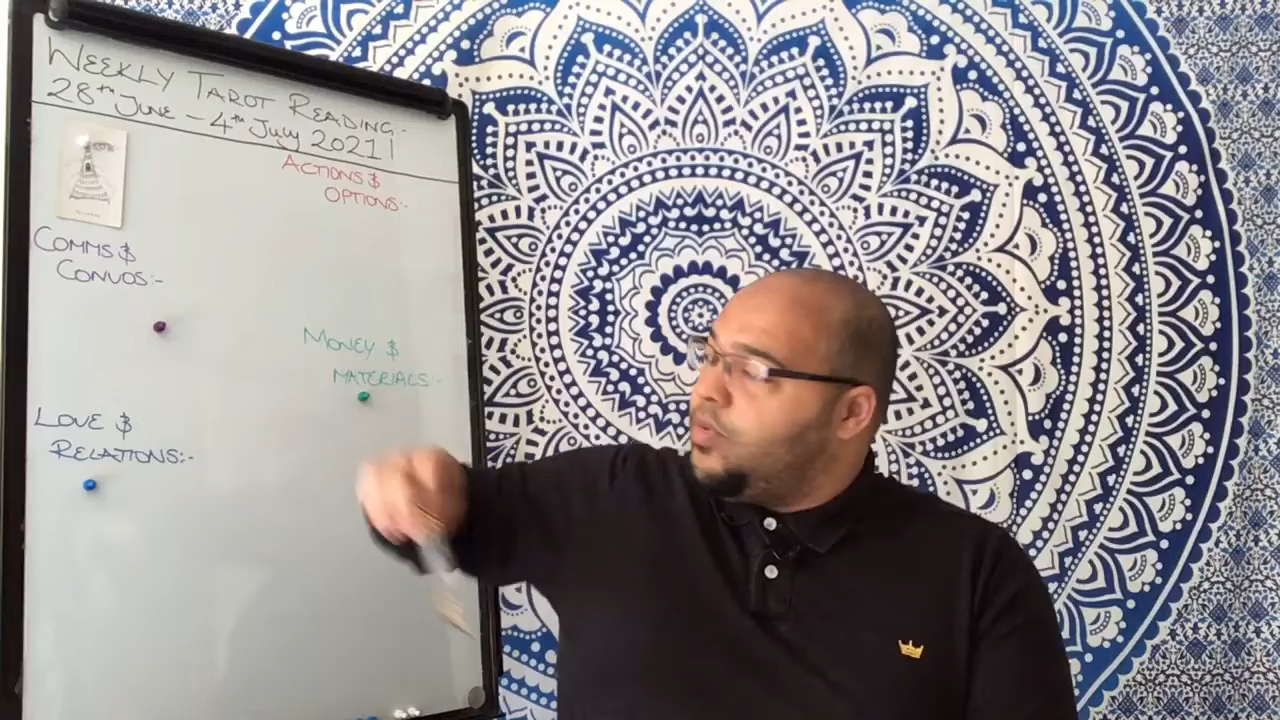 WEEKLY TAROT READING:-
28TH JUNE - 4TH JULY 2021!
ACTIONS &
OPTIONS:-
COMMS &
CONVOS:-
MONEY &
MATERIALS:-
LOVE &
RELATIONS:-